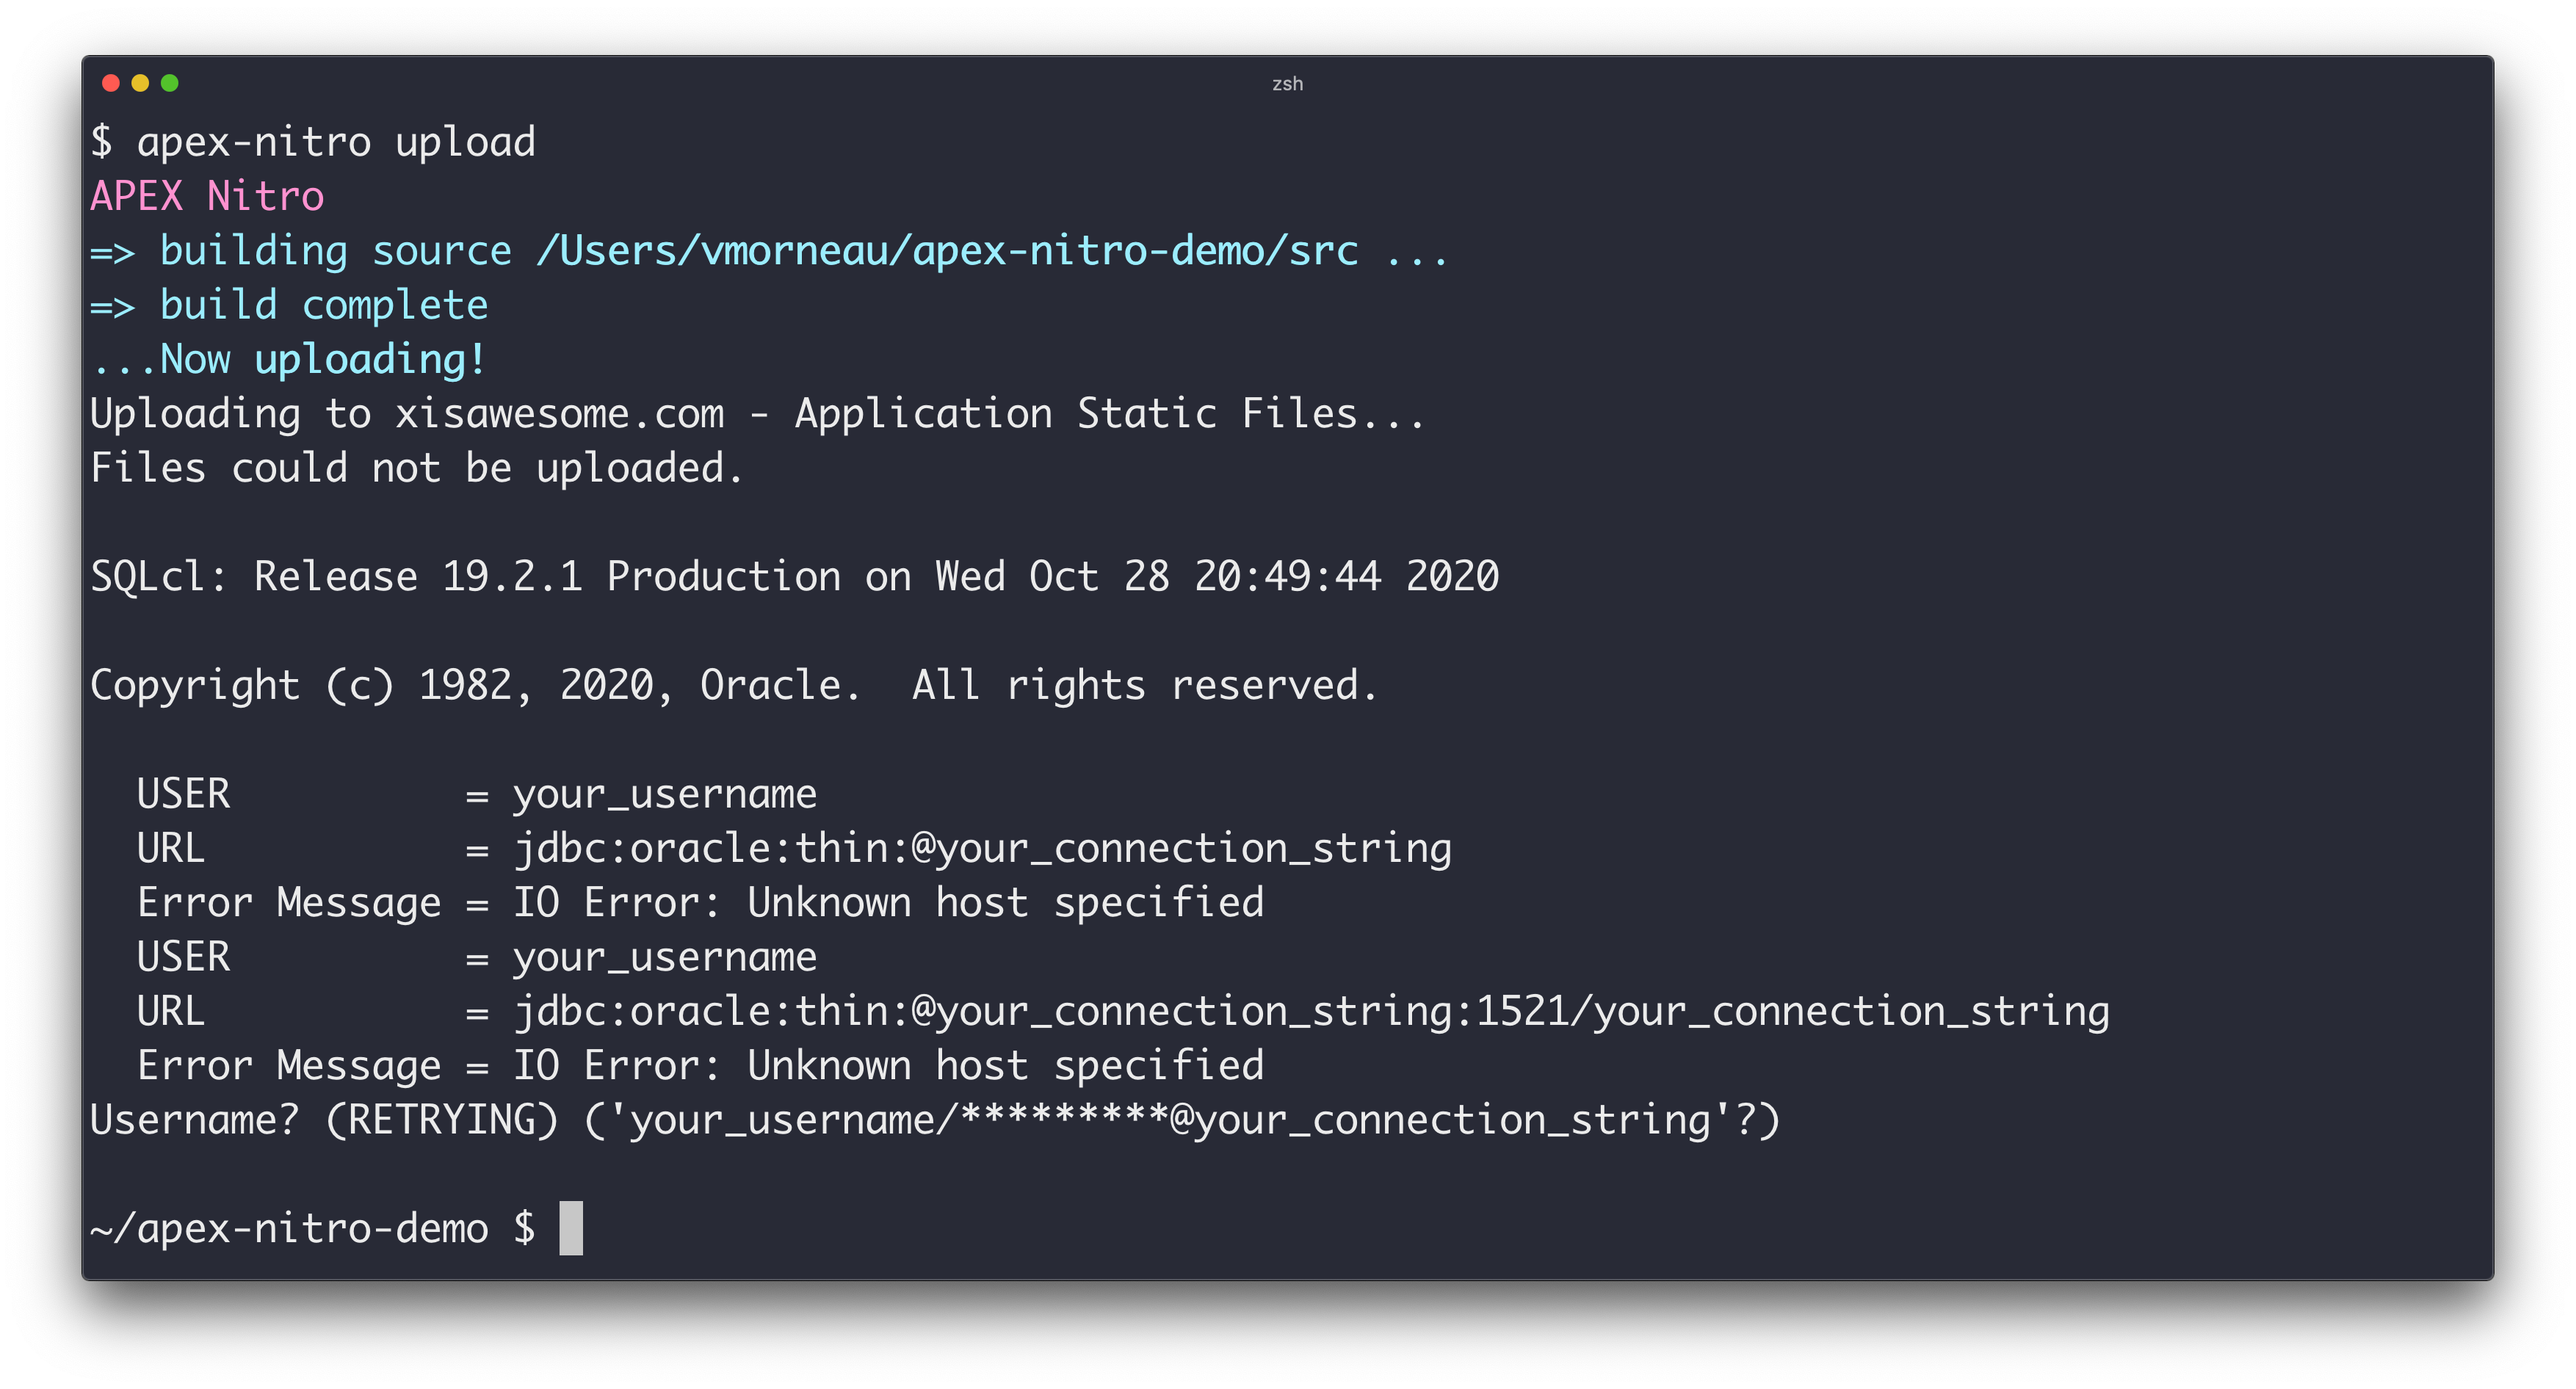 zsh
$ apex-nitro upload
APEX Nitro
=> building source /Users/vmorneau/apex-nitro-demo/src ...
=> build complete
...Now uploading!
Uploading to xisawesome.com - Application Static Files...
Files could not be uploaded.
SQLcl: Release 19.2.1 Production on Wed Oct 28 20:49:44 2020
Copyright (c) 1982, 2020, Oracle.  All rights reserved.
  USER          = your_username
  URL           = jdbc:oracle:thin:@your_connection_string
  Error Message = IO Error: Unknown host specified
  USER          = your_username
  URL           = jdbc:oracle:thin:@your_connection_string:1521/your_connection_string
  Error Message = IO Error: Unknown host specified
Username? (RETRYING) ('your_username/*********@your_connection_string'?)
~/apex-nitro-demo $